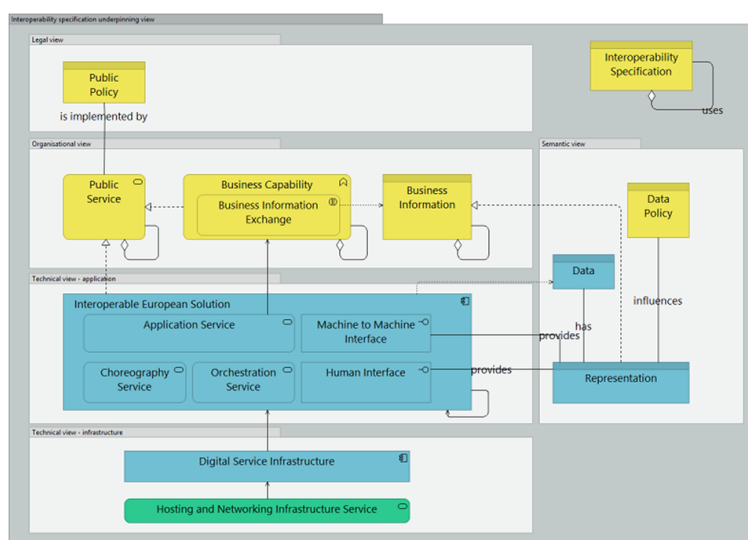 Interoperability specification underpinning view
Legal view
Public
Policy
is implemented by
Interoperability
Specification
uses
Organisational view
Public
Service
Business Capability
Business Information
Exchange
Business
Information
Semantic view
Data
Policy
Data
influences
has
provides
provides
Representation
Technical view - application
Interoperable European Solution
Application Service
Machine to Machine
Interface
Choreography
Service
Orchestration
Service
Human Interface
Technical view - infrastructure
Digital Service Infrastructure
Hosting and Networking Infrastructure Service